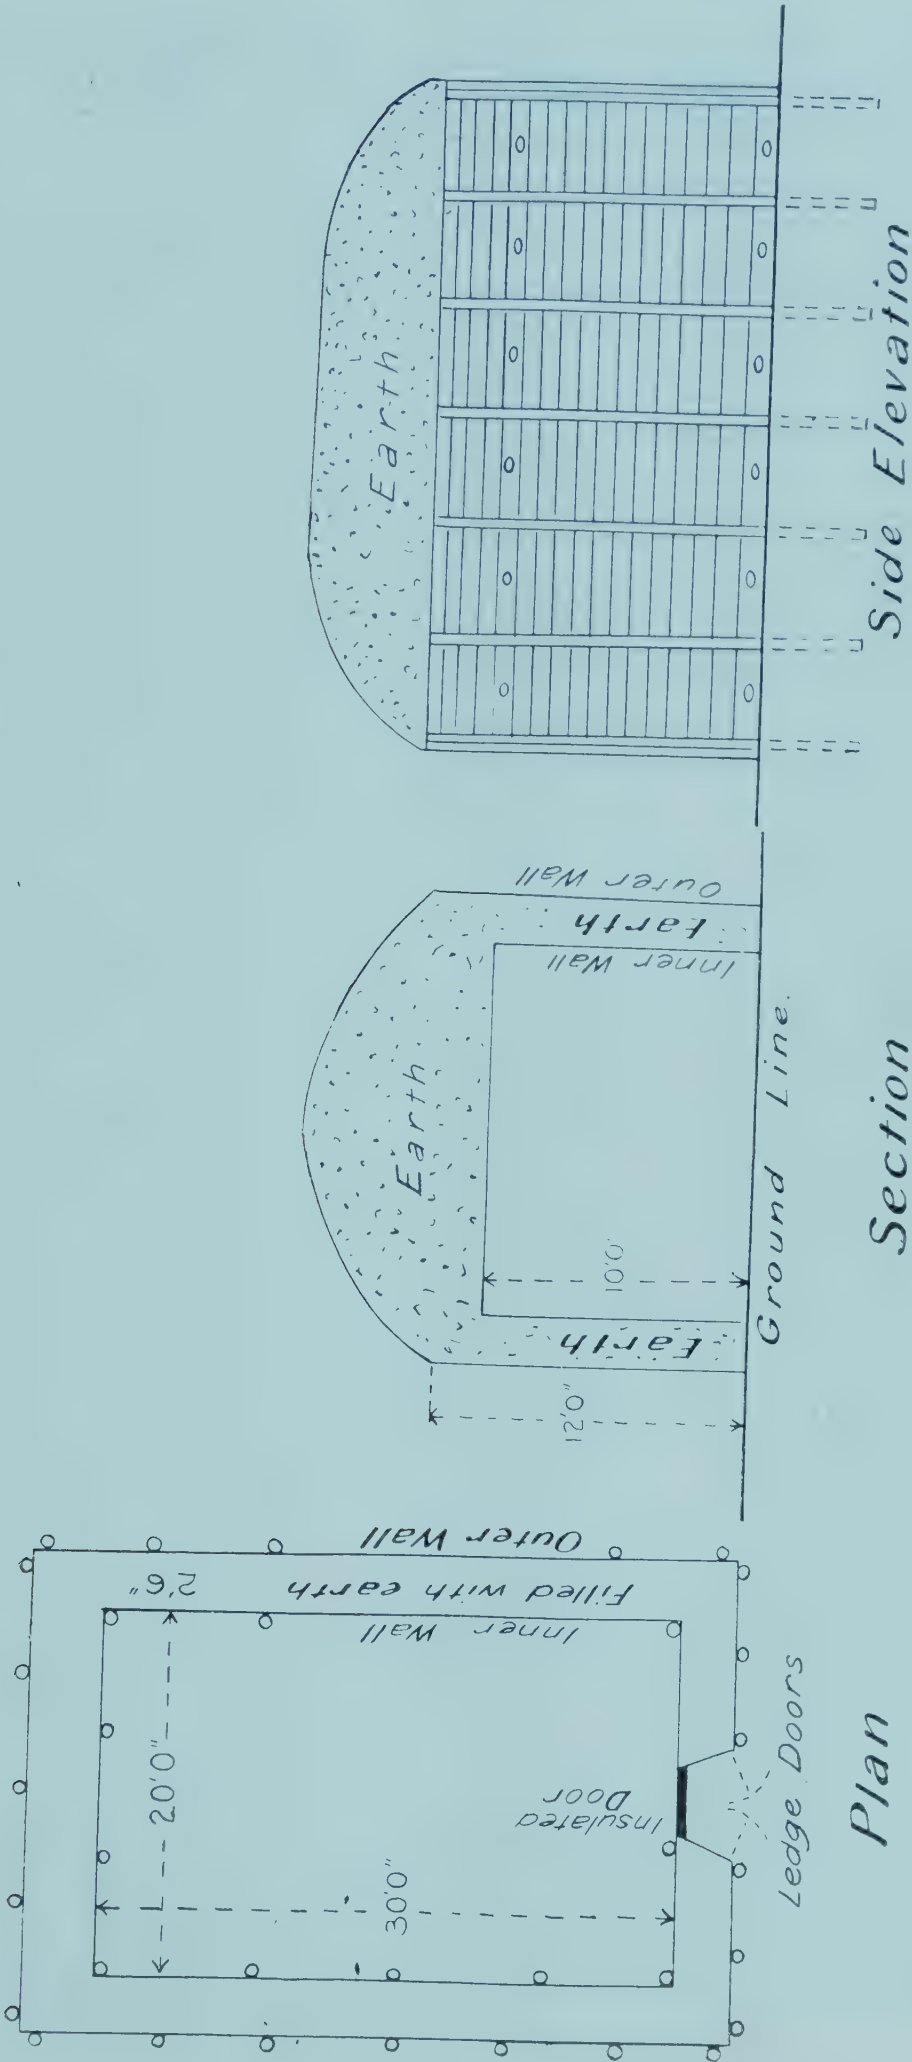 Outer Wall
Filled with earth 2'6"
Inner Wall
20'0"
30'0"
Insulated
Door
Ledge Doors
Plan
Earth
Outer Wall
Earth
Inner Wall
10'0'
Earth
12'0"
Ground Line.
Section
Earth.
Side Elevation